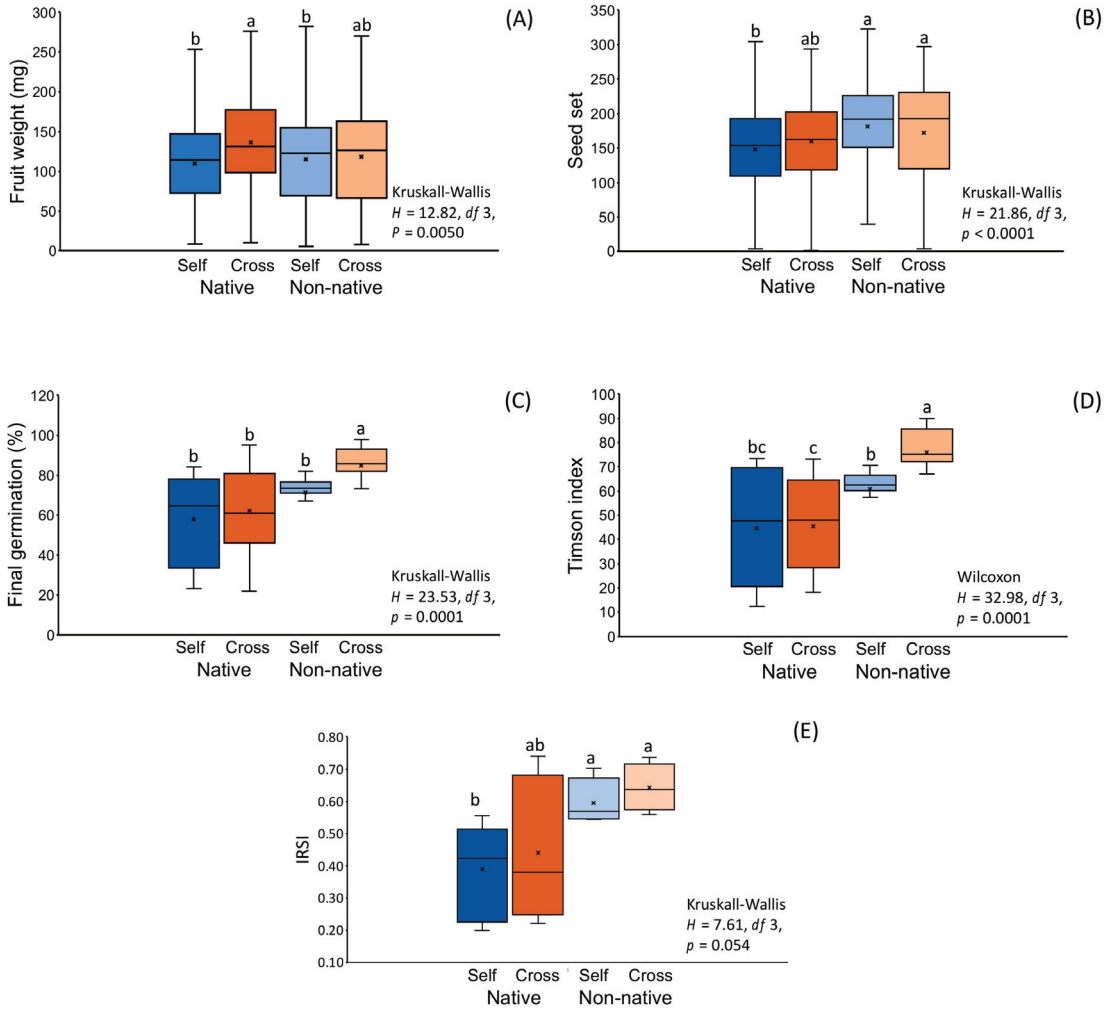 (A)
Fruit weight (mg)
300
250
200
150
100
50
0
b
a
b
ab
Kruskall-Wallis
H = 12.82, df 3,
P = 0.0050
Self Cross Self Cross
Native Non-native
(B)
Seed set
350
300
250
200
150
100
50
0
b
ab
a
a
Kruskall-Wallis
H = 21.86, df 3,
p < 0.0001
Self Cross Self Cross
Native Non-native
(C)
Final germination (%)
120
100
80
60
40
20
0
b
b
b
a
Kruskall-Wallis
H = 23.53, df 3,
p = 0.0001
Self Cross Self Cross
Native Non-native
(D)
Timson index
100
90
80
70
60
50
40
30
20
10
0
bc
c
b
a
Wilcoxon
H = 32.98, df 3,
p = 0.0001
Self Cross Self Cross
Native Non-native
(E)
IRSI
0.80
0.70
0.60
0.50
0.40
0.30
0.20
0.10
b
ab
a
a
Kruskall-Wallis
H = 7.61, df 3,
p = 0.054
Self Cross Self Cross
Native Non-native